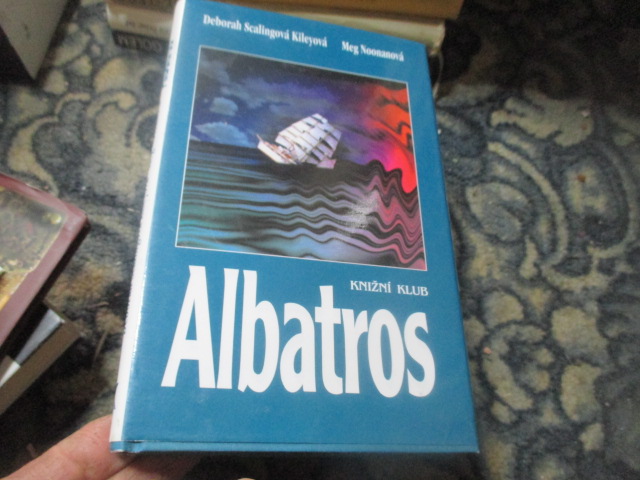 Deborah Scalingová Kileyová Meg Noonanová
KNIŽNÍ KLUB
Albatros